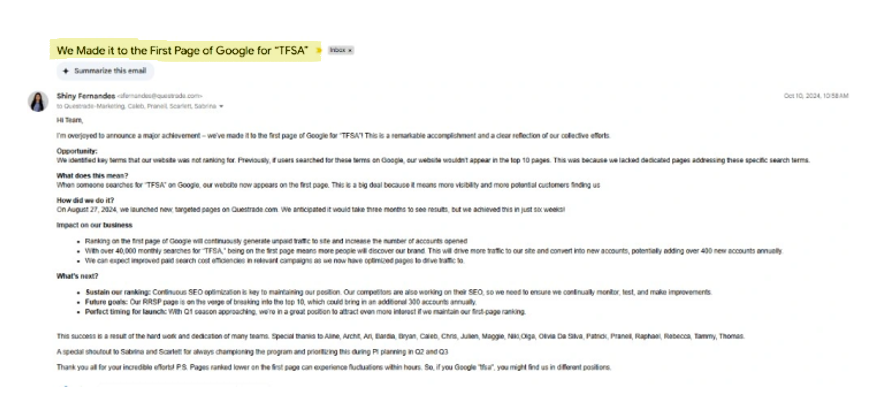 We Made it to the First Page of Google for "TFSA"
Inbox x
Summarize this email
Shiny Fernandes <sfernandes@questrade.com>
Oct 10, 2024, 10:58 AM
to Questrade-Marketing, Caleb, Praneil, Scarlett, Sabrina
Hi Team,
I'm overjoyed to announce a major achievement – we've made it to the first page of Google for "TFSA"! This is a remarkable accomplishment and a clear reflection of our collective efforts.
Opportunity:
We identified key terms that our website was not ranking for. Previously, if users searched for these terms on Google, our website wouldn't appear in the top 10 pages. This was because we lacked dedicated pages addressing these specific search terms.
What does this mean?
When someone searches for "TFSA" on Google, our website now appears on the first page. This is a big deal because it means more visibility and more potential customers finding us
How did we do it?
On August 27, 2024, we launched new, targeted pages on Questrade.com. We anticipated it would take three months to see results, but we achieved this in just six weeks!
Impact on our business
• Ranking on the first page of Google will continuously generate unpaid traffic to site and increase the number of accounts opened
• With over 40,000 monthly searches for "TFSA," being on the first page means more people will discover our brand. This will drive more traffic to our site and convert into new accounts, potentially adding over 400 new accounts annually.
• We can expect improved paid search cost efficiencies in relevant campaigns as we now have optimized pages to drive traffic to.
What's next?
• Sustain our ranking: Continuous SEO optimization is key to maintaining our position. Our competitors are also working on their SEO, so we need to ensure we continually monitor, test, and make improvements.
• Future goals: Our RRSP page is on the verge of breaking into the top 10, which could bring in an additional 300 accounts annually.
• Perfect timing for launch: With Q1 season approaching, we're in a great position to attract even more interest if we maintain our first-page ranking.
This success is a result of the hard work and dedication of many teams. Special thanks to Aline, Archit, Ari, Bardia, Bryan, Caleb, Chris, Julien, Maggie, Niki, Olga, Olivia Da Silva, Patrick, Praneil, Raphael, Rebecca, Tammy, Thomas.
A special shoutout to Sabrina and Scarlett for always championing the program and prioritizing this during PI planning in Q2 and Q3
Thank you all for your incredible efforts! P.S. Pages ranked lower on the first page can experience fluctuations within hours. So, if you Google "tfsa", you might find us in different positions.